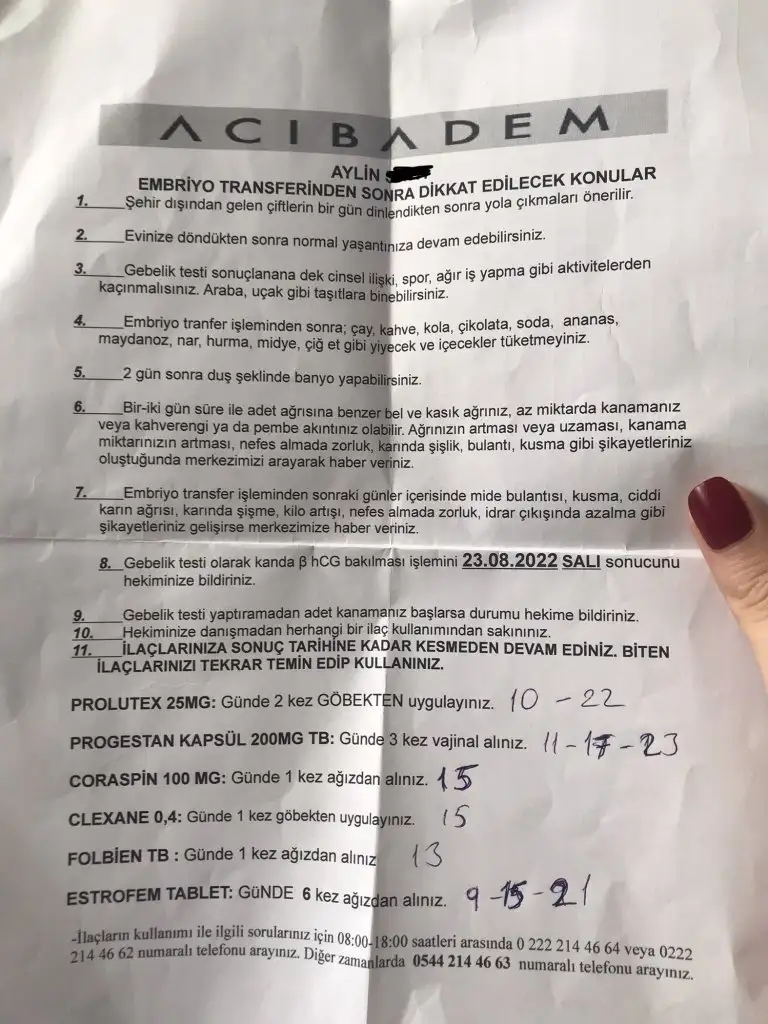 ACIBADEM
AYLİN
EMBRİYO TRANSFERİNDEN SONRA DİKKAT EDİLECEK KONULAR
1. Şehir dışından gelen çiftlerin bir gün dinlendikten sonra yola çıkmaları önerilir.
2. Evinize döndükten sonra normal yaşantınıza devam edebilirsiniz.
3. Gebelik testi sonuçlanana dek cinsel ilişki, spor, ağır iş yapma gibi aktivitelerden
kaçınmalısınız. Araba, uçak gibi taşıtlara binebilirsiniz.
4. Embriyo tranfer işleminden sonra; çay, kahve, kola, çikolata, soda, ananas,
maydanoz, nar, hurma, midye, çiğ et gibi yiyecek ve içecekler tüketmeyiniz.
5. 2 gün sonra duş şeklinde banyo yapabilirsiniz.
6. Bir-iki gün süre ile adet ağrısına benzer bel ve kasık ağrınız, az miktarda kanamanız
veya kahverengi ya da pembe akıntınız olabilir. Ağrınızın artması veya uzaması, kanama
miktarınızın artması, nefes almada zorluk, karında şişlik, bulantı, kusma gibi şikayetleriniz
oluştuğunda merkezimizi arayarak haber veriniz.
7. Embriyo transfer işleminden sonraki günler içerisinde mide bulantısı, kusma, ciddi
karın ağrısı, karında şişme, kilo artışı, nefes almada zorluk, idrar çıkışında azalma gibi
şikayetleriniz gelişirse merkezimize haber veriniz.
8. Gebelik testi olarak kanda β hCG bakılması işlemini 23.08.2022 SALI sonucunu
hekiminize bildiriniz.
9. Gebelik testi yaptıramadan adet kanamanız başlarsa durumu hekime bildiriniz.
10. Hekiminize danışmadan herhangi bir ilaç kullanımından sakınınız.
11. İLAÇLARINIZA SONUÇ TARİHİNE KADAR KESMEDEN DEVAM EDİNİZ. BİTEN
İLAÇLARINIZI TEKRAR TEMİN EDİP KULLANINIZ.
PROLUTEX 25MG: Günde 2 kez GÖBEKTEN uygulayınız. 10 - 22
PROGESTAN KAPSÜL 200MG TB: Günde 3 kez vajinal alınız. 11-17-23
CORASPİN 100 MG: Günde 1 kez ağızdan alınız. 15
CLEXANE 0,4: Günde 1 kez göbekten uygulayınız. 15
FOLBİEN TB : Günde 1 kez ağızdan alınız 13
ESTROFEM TABLET: GüNDE 6 kez ağızdan alınız. 9-15-21
-İlaçların kullanımı ile ilgili sorularınız için 08:00-18:00 saatleri arasında 0 222 214 46 64 veya 0222
214 46 62 numaralı telefonu arayınız. Diğer zamanlarda 0544 214 46 63 numaralı telefonu arayınız.